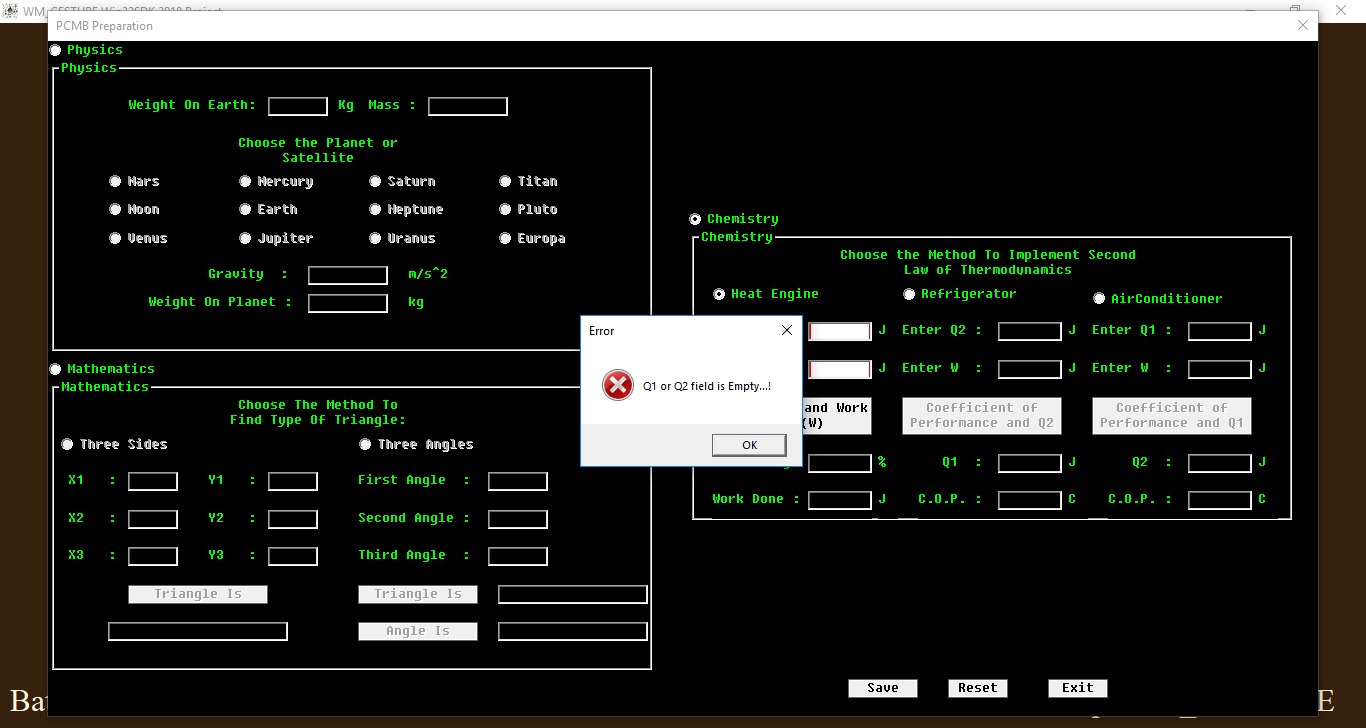 PCMB Preparation
Physics
Physics
Weight On Earth: Kg Mass :
Choose the Planet or
Satellite
Mars Mercury Saturn Titan
Moon Earth Neptune Pluto
Venus Jupiter Uranus Europa
Gravity : m/s^2
Weight On Planet : kg
Mathematics
Mathematics
Choose The Method To
Find Type Of Triangle:
Three Sides Three Angles
X1 : Y1 : First Angle :
X2 : Y2 : Second Angle :
X3 : Y3 : Third Angle :
Triangle Is Triangle Is
Angle Is
Chemistry
Chemistry
Choose the Method To Implement Second
Law of Thermodynamics
Heat Engine Refrigerator AirConditioner
J Enter Q2 : J Enter Q1 : J
J Enter W : J Enter W : J
and Work
(W)
Coefficient of
Performance and Q2
Coefficient of
Performance and Q1
% Q1 : J Q2 : J
Work Done : J C.O.P. : C C.O.P. : C
Error
Q1 or Q2 field is Empty...!
OK
Save Reset Exit